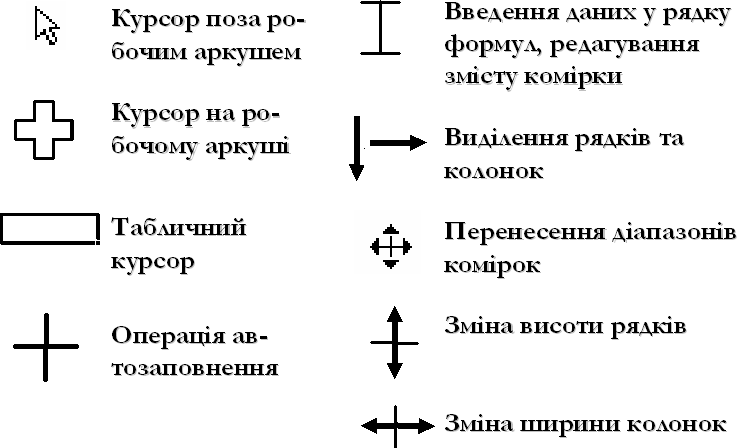 Курсор поза ро-
бочим аркушем
Курсор на ро-
бочому аркуші
Табличний
курсор
Операція ав-
тозаповнення
Введення даних у рядку
формул, редагування
змісту комірки
Виділення рядків та
колонок
Перенесення діапазонів
комірок
Зміна висоти рядків
Зміна ширини колонок